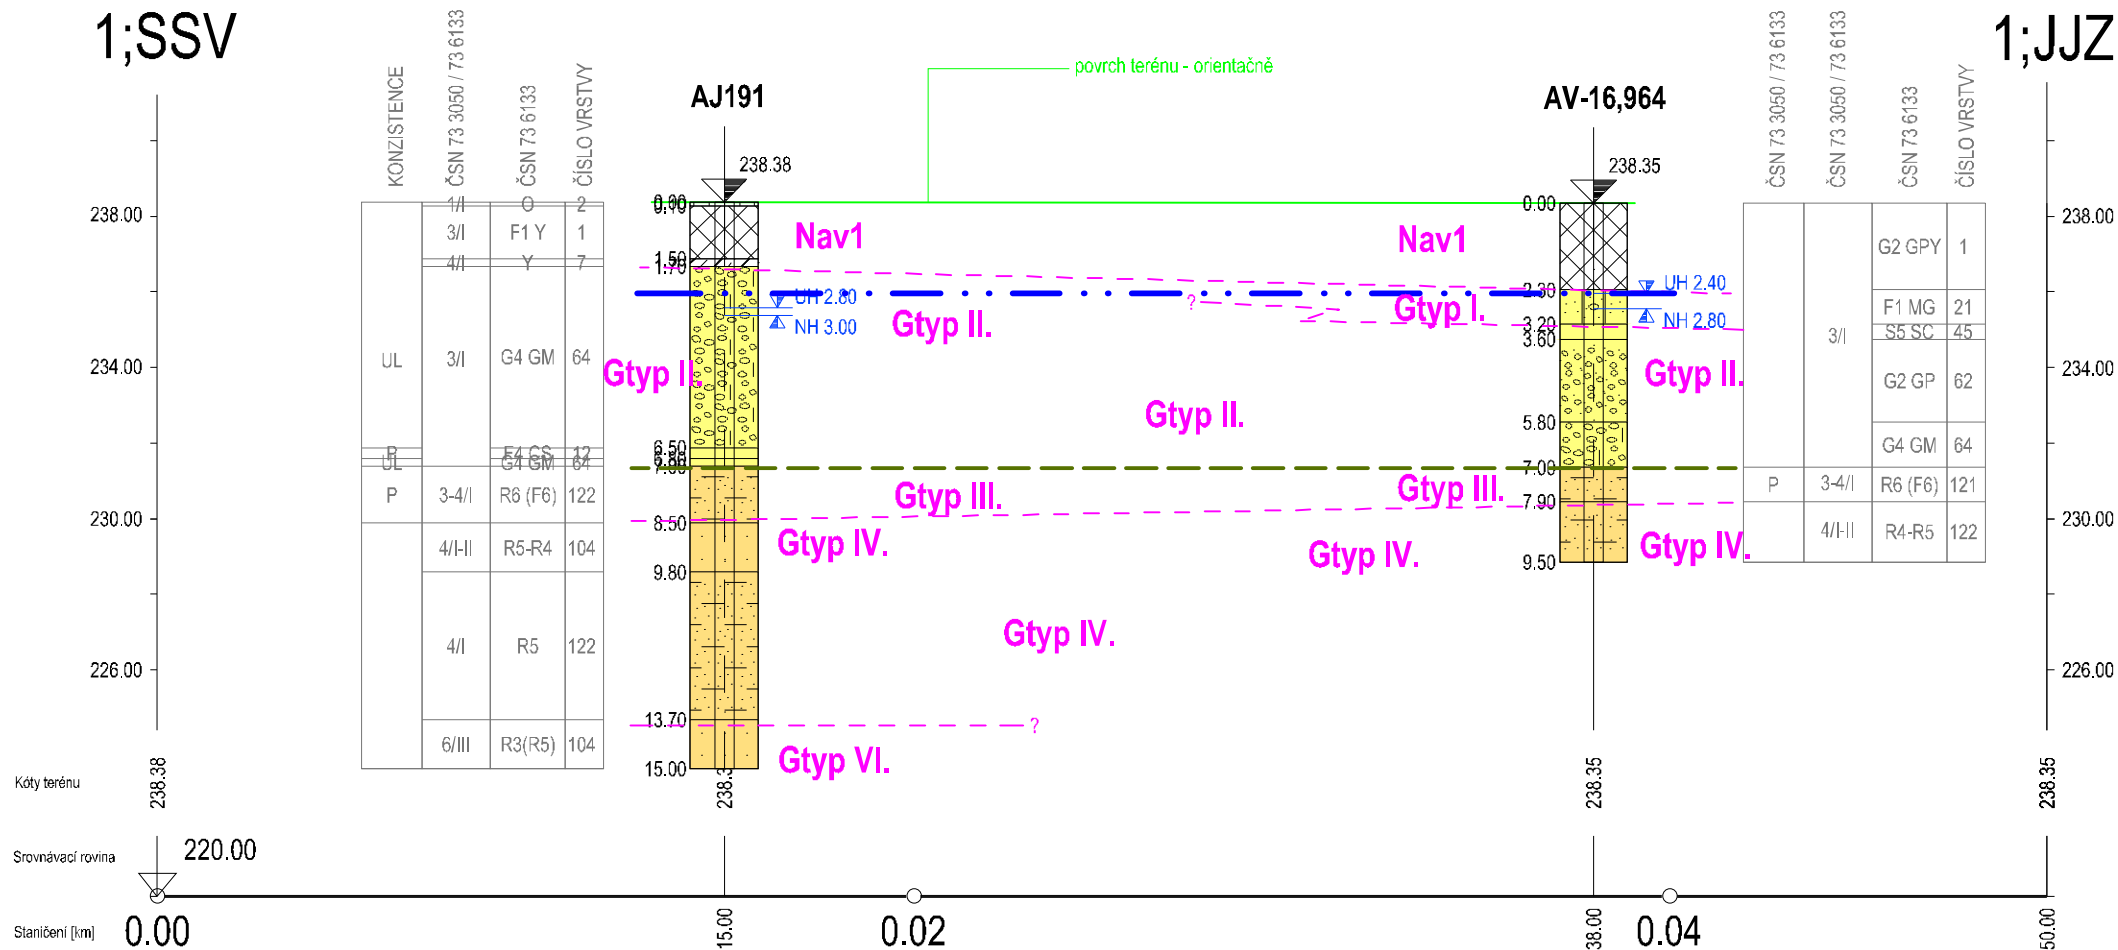 1;SSV
1;JJZ
KONZISTENCE
ČSN 73 3050 / 73 6133
ČSN 73 6133
ČÍSLO VRSTVY
povrch terénu - orientačně
AJ191
AV-16,964
ČSN 73 3050 / 73 6133
ČSN 73 3050 / 73 6133
ČSN 73 6133
ČÍSLO VRSTVY
238.38
238.35
238.00
238.00
234.00
234.00
230.00
230.00
226.00
226.00
1/I O 2
3/I F1 Y 1
4/I Y 7
UL 3/I G4 GM 64
P F4 CS 12
UL G4 GM 64
P 3-4/I R6 (F6) 122
4/I-II R5-R4 104
4/I R5 122
6/III R3(R5) 104
0.00
0.10
1.50
1.70
6.50
7.00
8.50
9.80
13.70
15.00
Nav1
Nav1
UH 2.80
NH 3.00
Gtyp II.
Gtyp II.
Gtyp II.
Gtyp II.
?
Gtyp I.
Gtyp III.
Gtyp III.
Gtyp IV.
Gtyp IV.
Gtyp IV.
Gtyp IV.
?
Gtyp VI.
0.00
2.30
3.20
3.60
5.80
7.00
7.90
9.50
UH 2.40
NH 2.80
G2 GPY 1
F1 MG 21
3/I S5 SC 45
G2 GP 62
G4 GM 64
P 3-4/I R6 (F6) 121
4/I-II R4-R5 122
Kóty terénu
238.38
238.3
238.35
238.35
Srovnávací rovina
220.00
Staničení [km]
0.00
15.00
0.02
38.00
0.04
50.00